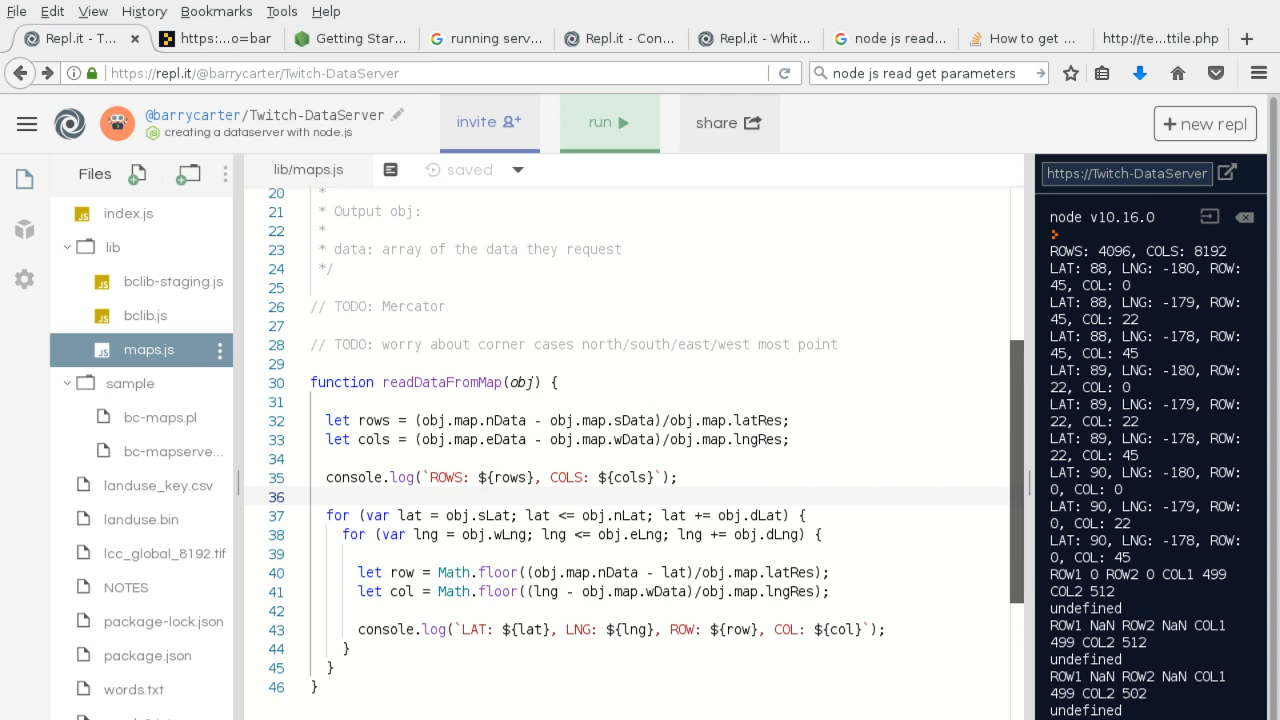 File Edit View History Bookmarks Tools Help
Repl.it - T... × https:...o=bar Getting Star... running serv... Repl.it - Con... Repl.it - Whit... node js read... How to get ... http://te...ttile.php +
https://repl.it/@barrycarter/Twitch-DataServer
node js read get parameters
@barrycarter/Twitch-DataServer
creating a dataserver with node.js
invite
run
share
+ new repl
Files
index.js
lib
bclib-staging.js
bclib.js
maps.js
sample
bc-maps.pl
bc-mapserve...
landuse_key.csv
landuse.bin
lcc_global_8192.tif
NOTES
package-lock.json
package.json
words.txt
lib/maps.js
saved
20 *
21 * Output obj:
22 *
23 * data: array of the data they request
24 */
25
26 // TODO: Mercator
27
28 // TODO: worry about corner cases north/south/east/west most point
29
30 function readDataFromMap(obj) {
31
32 let rows = (obj.map.nData - obj.map.sData)/obj.map.latRes;
33 let cols = (obj.map.eData - obj.map.wData)/obj.map.lngRes;
34
35 console.log(`ROWS: ${rows}, COLS: ${cols}`);
36
37 for (var lat = obj.sLat; lat <= obj.nLat; lat += obj.dLat) {
38 for (var lng = obj.wLng; lng <= obj.eLng; lng += obj.dLng) {
39
40 let row = Math.floor((obj.map.nData - lat)/obj.map.latRes);
41 let col = Math.floor((lng - obj.map.wData)/obj.map.lngRes);
42
43 console.log(`LAT: ${lat}, LNG: ${lng}, ROW: ${row}, COL: ${col}`);
44 }
45 }
46 }
https://Twitch-DataServer
node v10.16.0
ROWS: 4096, COLS: 8192
LAT: 88, LNG: -180, ROW:
45, COL: 0
LAT: 88, LNG: -179, ROW:
45, COL: 22
LAT: 88, LNG: -178, ROW:
45, COL: 45
LAT: 89, LNG: -180, ROW:
22, COL: 0
LAT: 89, LNG: -179, ROW:
22, COL: 22
LAT: 89, LNG: -178, ROW:
22, COL: 45
LAT: 90, LNG: -180, ROW:
0, COL: 0
LAT: 90, LNG: -179, ROW:
0, COL: 22
LAT: 90, LNG: -178, ROW:
0, COL: 45
ROW1 0 ROW2 0 COL1 499
COL2 512
undefined
ROW1 NaN ROW2 NaN COL1
499 COL2 512
undefined
ROW1 NaN ROW2 NaN COL1
499 COL2 502
undefined